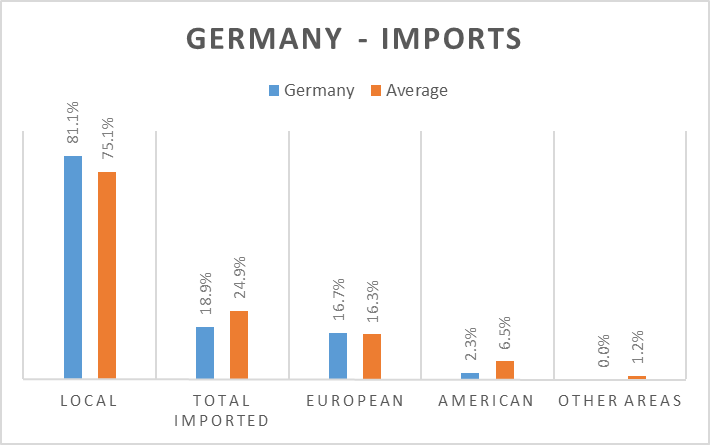 GERMANY - IMPORTS
Germany Average
81.1% 75.1% 18.9% 24.9% 16.7% 16.3% 2.3% 6.5% 0.0% 1.2%
LOCAL TOTAL IMPORTED EUROPEAN AMERICAN OTHER AREAS